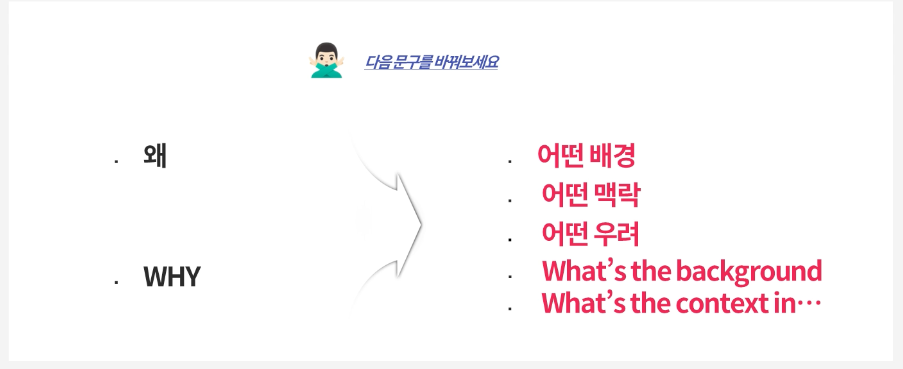 다음 문구를 바꿔보세요
. 왜
. WHY
. 어떤 배경
. 어떤 맥락
. 어떤 우려
. What's the background
. What's the context in…